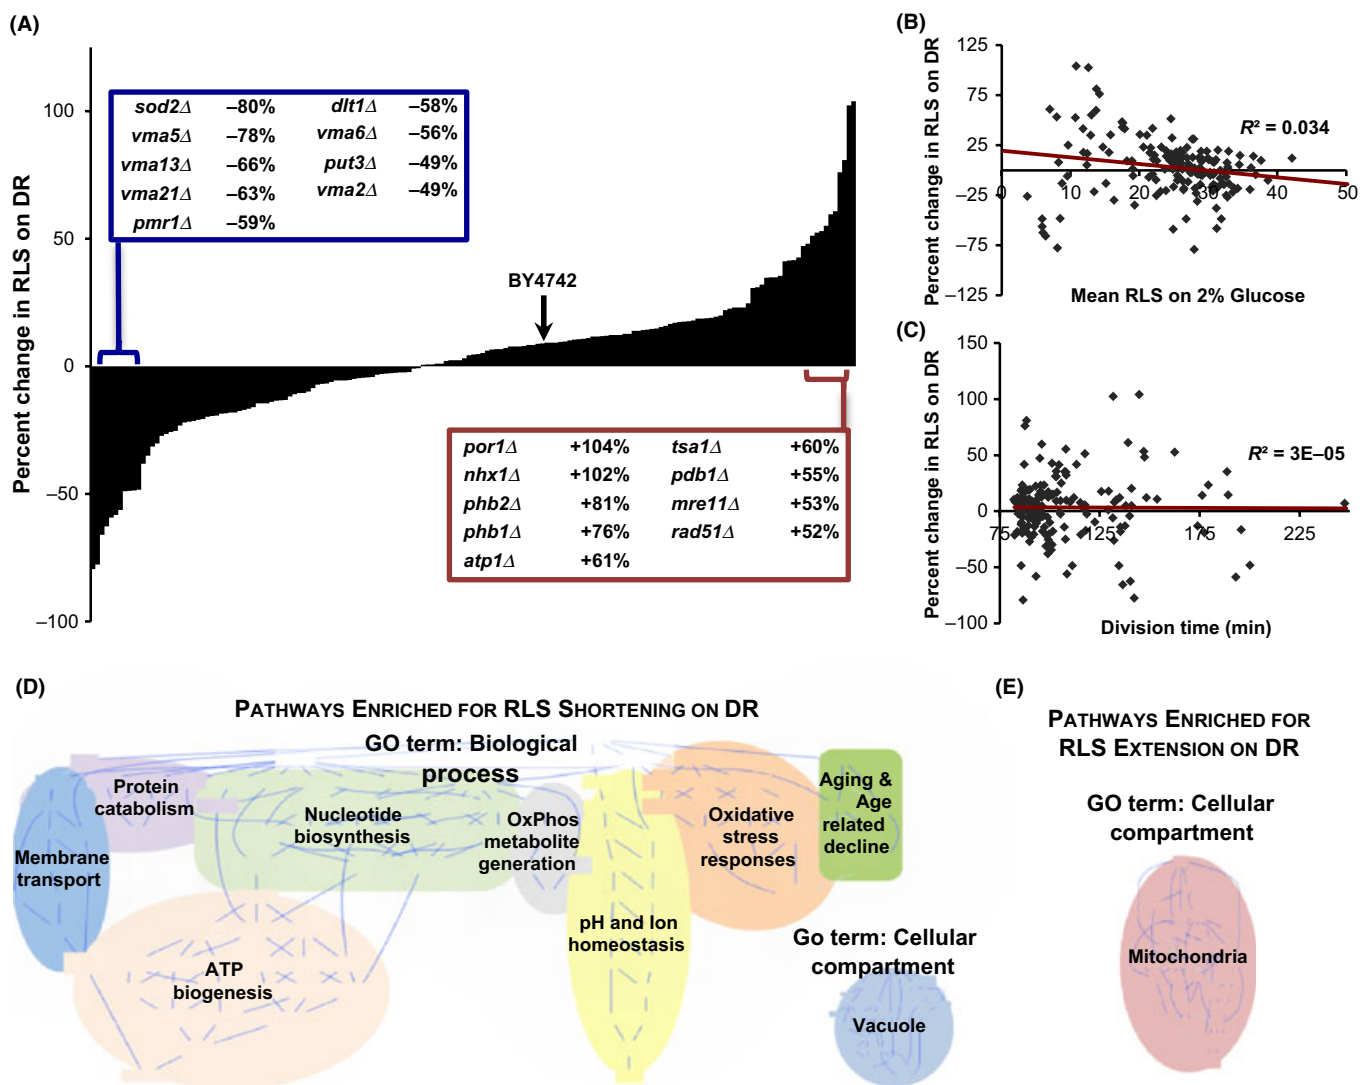 (A)
Percent change in RLS on DR
100
50
0
–50
–100
sod2Δ –80% dlt1Δ –58%
vma5Δ –78% vma6Δ –56%
vma13Δ –66% put3Δ –49%
vma21Δ –63% vma2Δ –49%
pmr1Δ –59%
BY4742
por1Δ +104% tsa1Δ +60%
nhx1Δ +102% pdb1Δ +55%
phb2Δ +81% mre11Δ +53%
phb1Δ +76% rad51Δ +52%
atp1Δ +61%
(B)
Percent change in RLS on DR
125
75
25
–25
–75
–125
0 10 20 30 40 50
R² = 0.034
Mean RLS on 2% Glucose
(C)
Percent change in RLS on DR
150
100
50
0
–50
–100
75 125 175 225
R² = 3E–05
Division time (min)
(D)
PATHWAYS ENRICHED FOR RLS SHORTENING ON DR
GO term: Biological
process
Protein
catabolism
Membrane
transport
Nucleotide
biosynthesis
OxPhos
metabolite
generation
Oxidative
stress
responses
Aging &
Age
related
decline
ATP
biogenesis
pH and Ion
homeostasis
Go term: Cellular
compartment
Vacuole
(E)
PATHWAYS ENRICHED FOR
RLS EXTENSION ON DR
GO term: Cellular
compartment
Mitochondria